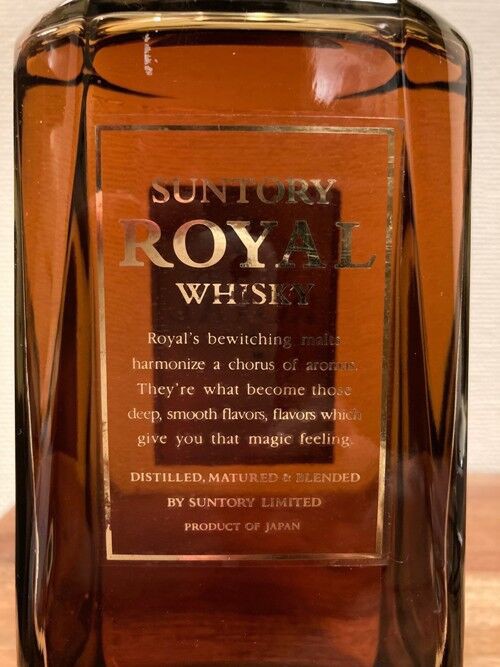 SUNTORY
ROYAL
WHISKY
Royal's bewitching malts
harmonize a chorus of aromas.
They're what become those
deep, smooth flavors, flavors which
give you that magic feeling.
DISTILLED, MATURED & BLENDED
BY SUNTORY LIMITED
PRODUCT OF JAPAN